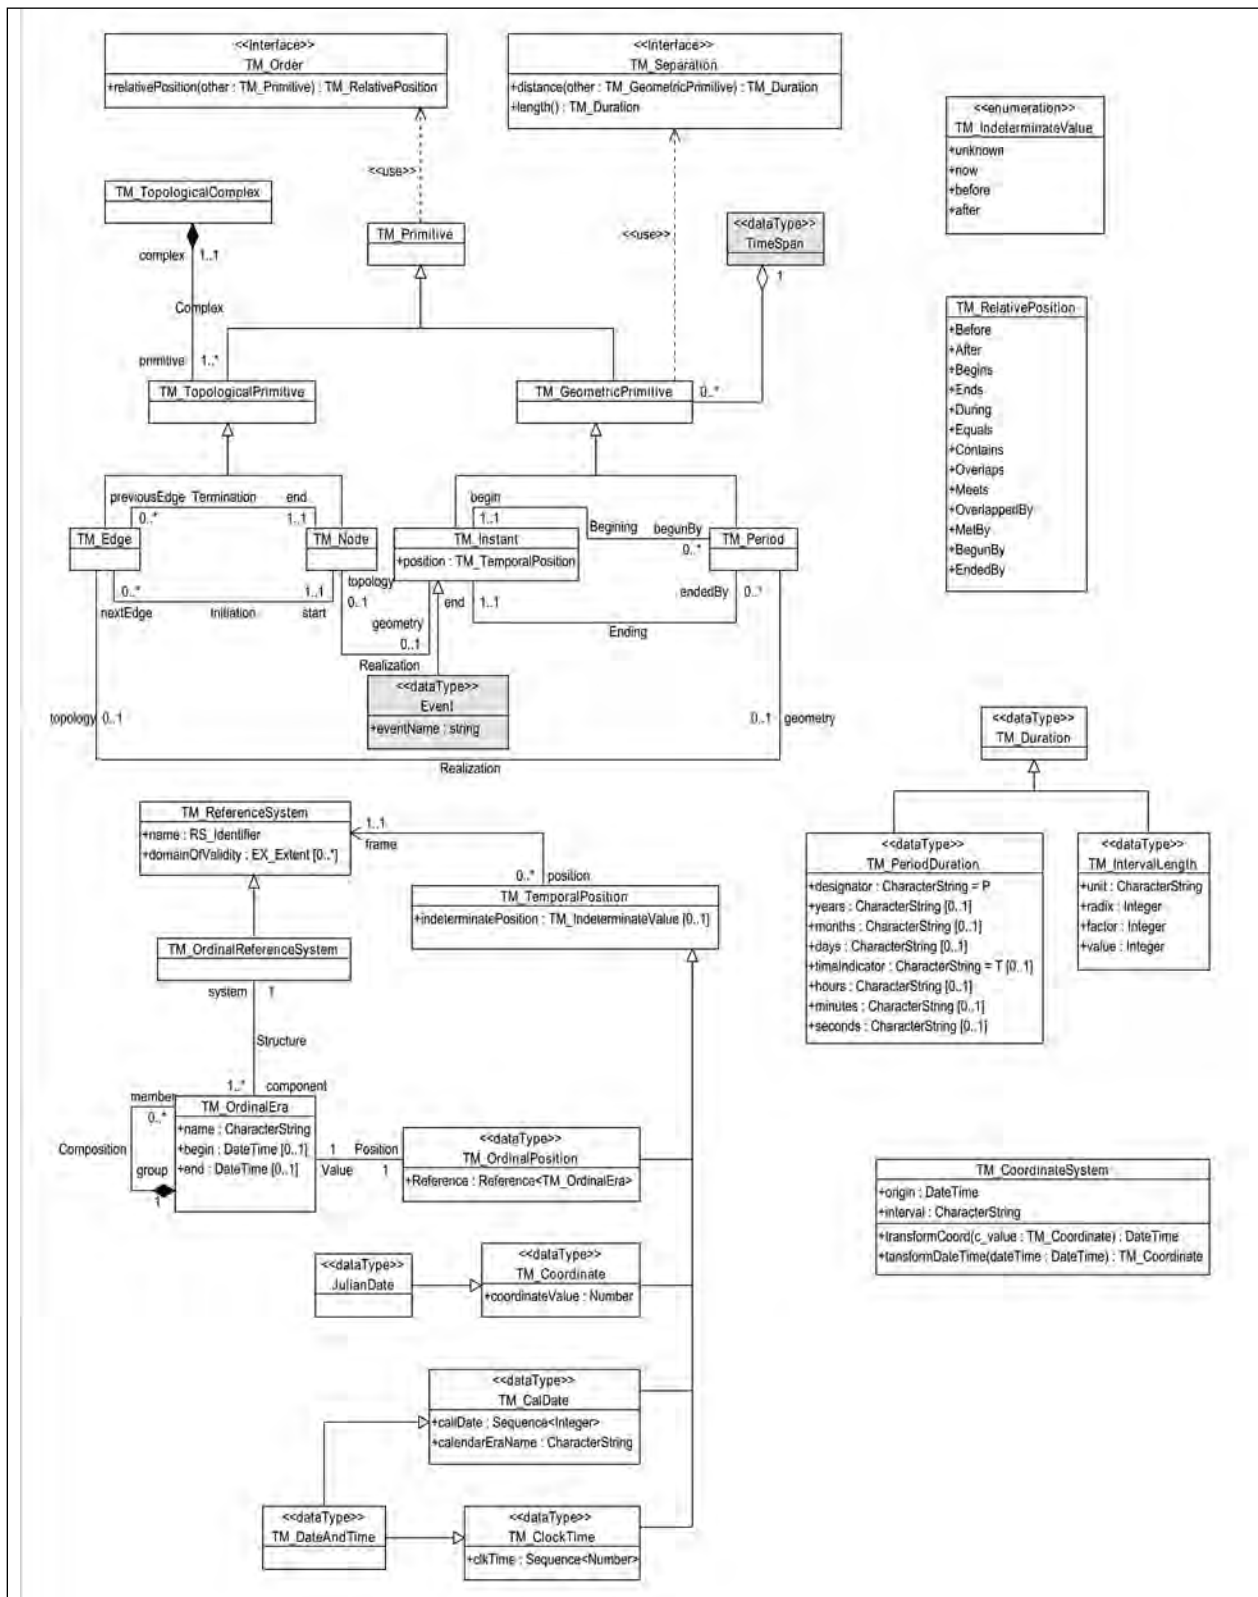 <<Interface>>
TM_Order
+relativePosition(other : TM_Primitive) : TM_RelativePosition
<<Interface>>
TM_Separation
+distance(other : TM_GeometricPrimitive) : TM_Duration
+length() : TM_Duration
<<enumeration>>
TM_IndeterminateValue
+unknown
+now
+before
+after
<<use>>
TM_TopologicalComplex
TM_Primitive
<<use>>
<<dataType>>
TimeSpan
complex
1..1
1
Complex
TM_RelativePosition
+Before
+After
+Begins
+Ends
+During
+Equals
+Contains
+Overlaps
+Meets
+OverlappedBy
+MetBy
+BegunBy
+EndedBy
primitive
1..*
TM_TopologicalPrimitive
TM_GeometricPrimitive
0..*
previousEdge Termination end
0..*
1..1
begin
1..1
Begining
begunBy
0..*
TM_Edge
TM_Node
TM_Instant
+position : TM_TemporalPosition
TM_Period
0..*
1..1
nextEdge
Initiation
start
topology
0..1
geometry
0..1
Realization
end
1..1
endedBy
0..*
Ending
<<dataType>>
Event
+eventName : string
topology 0..1
0..1 geometry
Realization
<<dataType>>
TM_Duration
TM_ReferenceSystem
+name : RS_Identifier
+domainOfValidity : EX_Extent [0..*]
1..1
frame
0..* position
TM_TemporalPosition
+indeterminatePosition : TM_IndeterminateValue [0..1]
<<dataType>>
TM_PeriodDuration
+designator : CharacterString = P
+years : CharacterString [0..1]
+months : CharacterString [0..1]
+days : CharacterString [0..1]
+timeIndicator : CharacterString = T [0..1]
+hours : CharacterString [0..1]
+minutes : CharacterString [0..1]
+seconds : CharacterString [0..1]
<<dataType>>
TM_IntervalLength
+unit : CharacterString
+radix : Integer
+factor : Integer
+value : Integer
TM_OrdinalReferenceSystem
system
1
Structure
1..*
component
member
0..*
Composition
group
1
TM_OrdinalEra
+name : CharacterString
+begin : DateTime [0..1]
+end : DateTime [0..1]
1 Position
Value 1
<<dataType>>
TM_OrdinalPosition
+Reference : Reference<TM_OrdinalEra>
TM_CoordinateSystem
+origin : DateTime
+interval : CharacterString
+transformCoord(c_value : TM_Coordinate) : DateTime
+tansformDateTime(dateTime : DateTime) : TM_Coordinate
<<dataType>>
JulianDate
<<dataType>>
TM_Coordinate
+coordinateValue : Number
<<dataType>>
TM_CalDate
+calDate : Sequence<Integer>
+calendarEraName : CharacterString
<<dataType>>
TM_DateAndTime
<<dataType>>
TM_ClockTime
+clkTime : Sequence<Number>